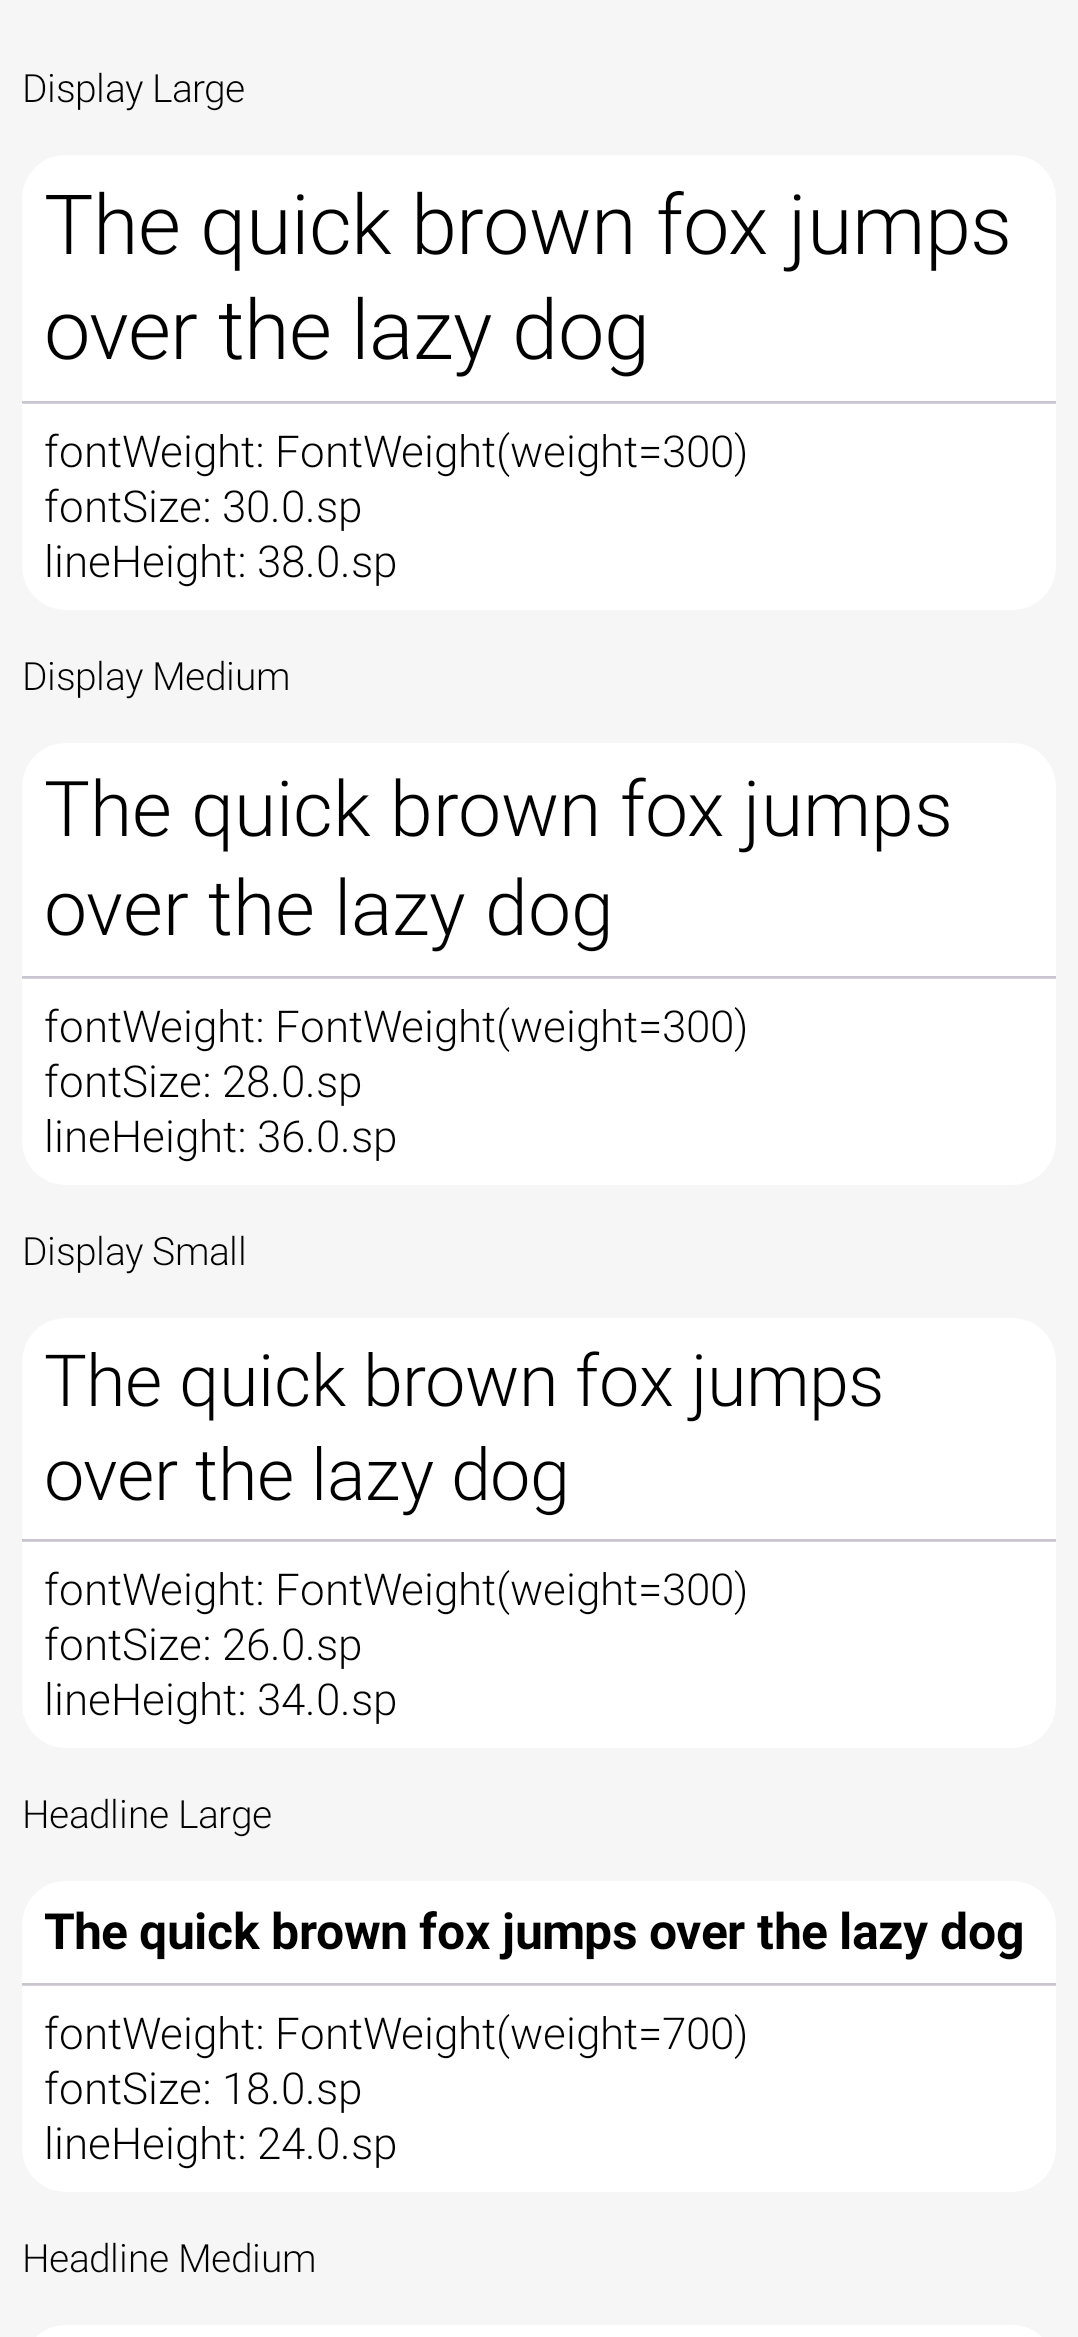 Display Large
The quick brown fox jumps
over the lazy dog
fontWeight: FontWeight(weight=300)
fontSize: 30.0.sp
lineHeight: 38.0.sp
Display Medium
The quick brown fox jumps
over the lazy dog
fontWeight: FontWeight(weight=300)
fontSize: 28.0.sp
lineHeight: 36.0.sp
Display Small
The quick brown fox jumps
over the lazy dog
fontWeight: FontWeight(weight=300)
fontSize: 26.0.sp
lineHeight: 34.0.sp
Headline Large
The quick brown fox jumps over the lazy dog
fontWeight: FontWeight(weight=700)
fontSize: 18.0.sp
lineHeight: 24.0.sp
Headline Medium